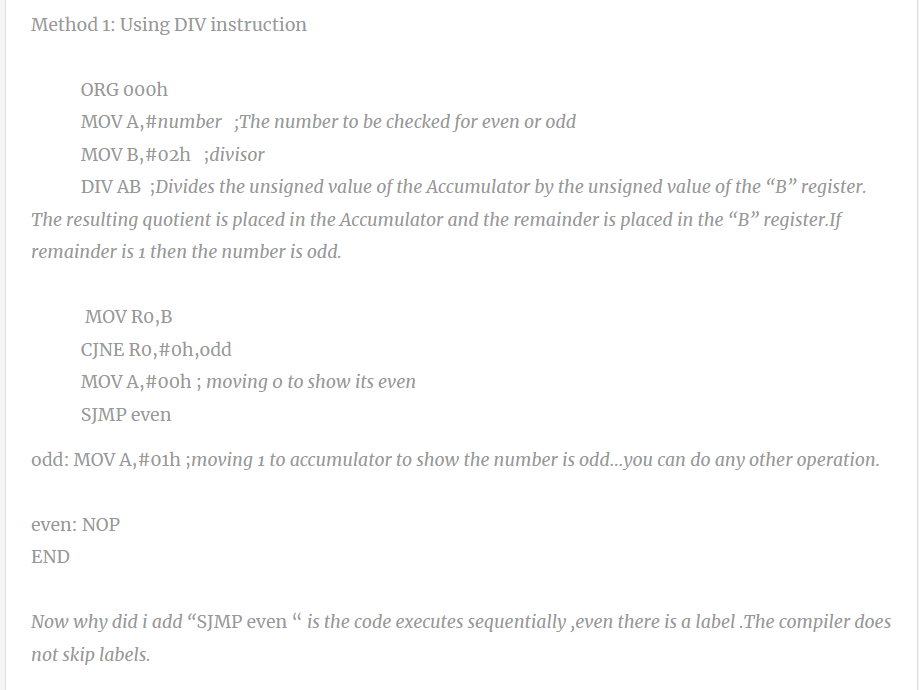 Method 1: Using DIV instruction
ORG 000h
MOV A,#number ;The number to be checked for even or odd
MOV B,#02h ;divisor
DIV AB ;Divides the unsigned value of the Accumulator by the unsigned value of the “B” register.
The resulting quotient is placed in the Accumulator and the remainder is placed in the “B” register.If
remainder is 1 then the number is odd.
MOV R0,B
CJNE R0,#0h,odd
MOV A,#00h ; moving 0 to show its even
SJMP even
odd: MOV A,#01h ;moving 1 to accumulator to show the number is odd...you can do any other operation.
even: NOP
END
Now why did i add “SJMP even “ is the code executes sequentially ,even there is a label .The compiler does
not skip labels.